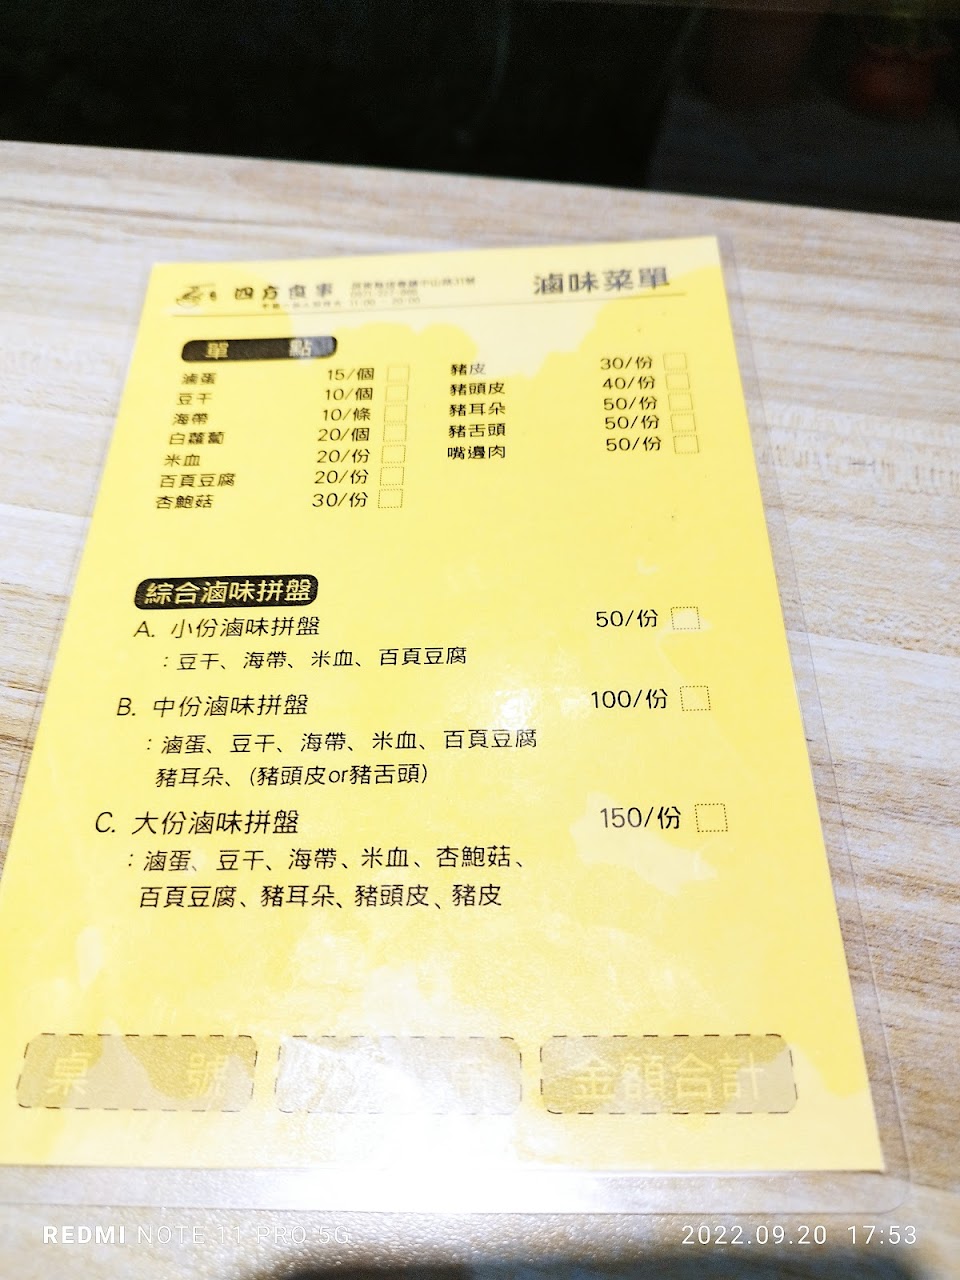 四方食事
11:00 - 20:00
滷味菜單
單點
滷蛋 15/個
豆干 10/個
海帶 10/條
白蘿蔔 20/個
米血 20/份
百頁豆腐 20/份
杏鮑菇 30/份
豬皮 30/份
豬頭皮 40/份
豬耳朵 50/份
豬舌頭 50/份
嘴邊肉 50/份
綜合滷味拼盤
A. 小份滷味拼盤 50/份
：豆干、海帶、米血、百頁豆腐
B. 中份滷味拼盤 100/份
：滷蛋、豆干、海帶、米血、百頁豆腐
豬耳朵、(豬頭皮or豬舌頭)
C. 大份滷味拼盤 150/份
：滷蛋、豆干、海帶、米血、杏鮑菇、
百頁豆腐、豬耳朵、豬頭皮、豬皮
桌號
金額合計
REDMI NOTE 11 PRO 5G
2022.09.20 17:53